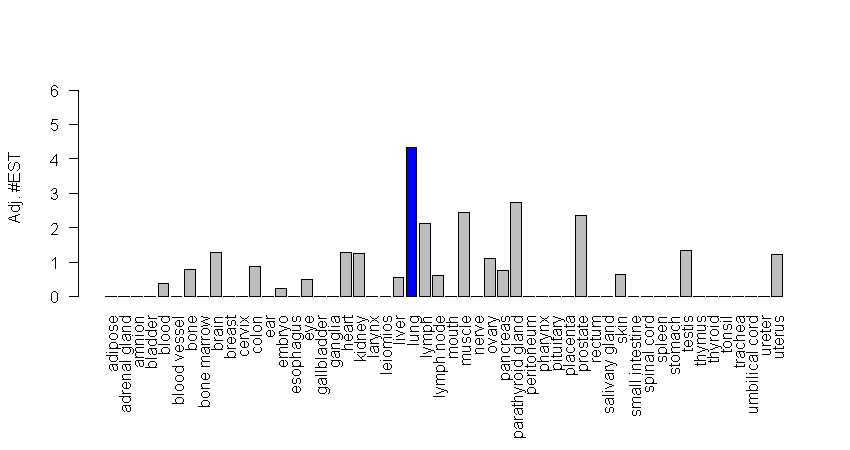 Adj. #EST
6
5
4
3
2
1
0
adipose
adrenal gland
amnion
bladder
blood
blood vessel
bone
bone marrow
brain
breast
cervix
colon
ear
embryo
esophagus
eye
gallbladder
ganglia
heart
kidney
larynx
leiomios
liver
lung
lymph
lymph node
mouth
muscle
nerve
ovary
pancreas
parathyroid gland
peritoneum
pharynx
pituitary
placenta
prostate
rectum
salivary gland
skin
small intestine
spinal cord
spleen
stomach
testis
thymus
thyroid
tonsil
trachea
umbilical cord
ureter
uterus